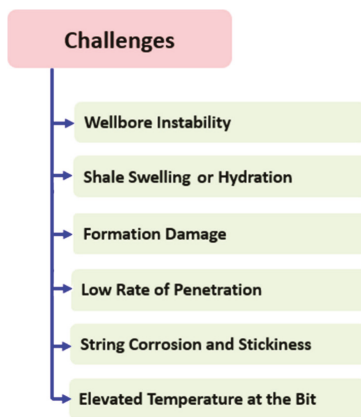 Challenges
Wellbore Instability
Shale Swelling or Hydration
Formation Damage
Low Rate of Penetration
String Corrosion and Stickiness
Elevated Temperature at the Bit